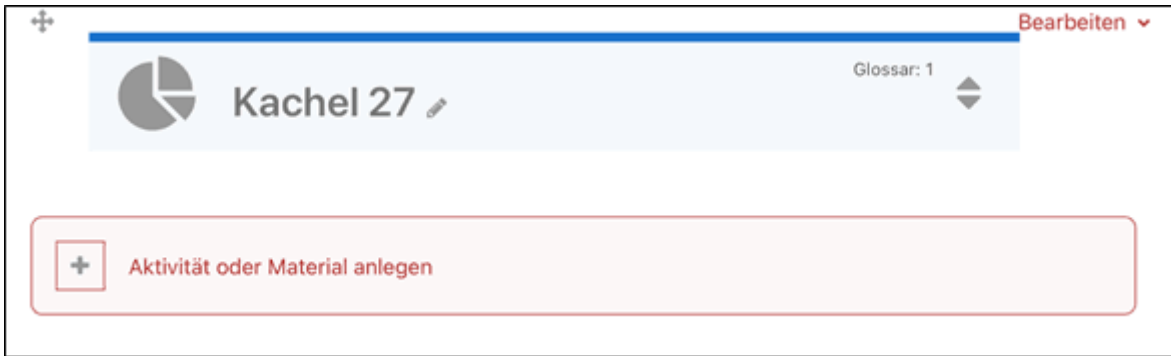 Bearbeiten
Glossar: 1
Kachel 27
Aktivität oder Material anlegen